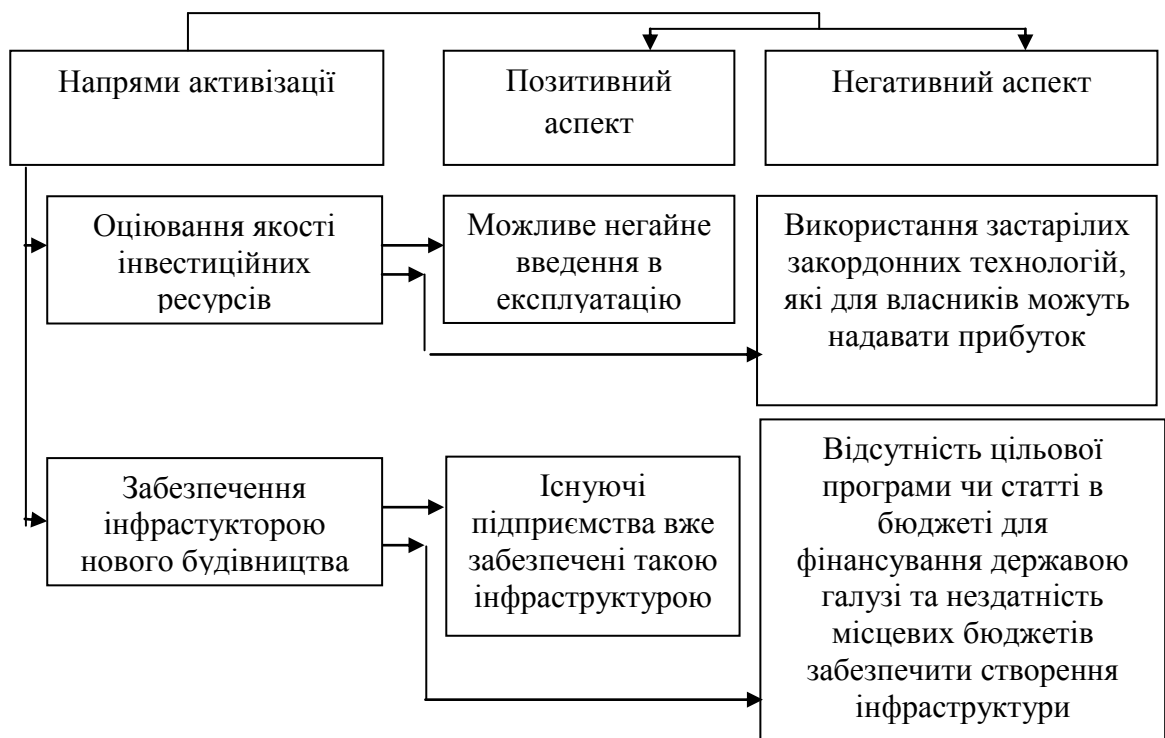 Напрями активізації
Позитивний
аспект
Негативний аспект
Оціювання якості
інвестиційних
ресурсів
Можливе негайне
введення в
експлуатацію
Використання застарілих
закордонних технологій,
які для власників можуть
надавати прибуток
Забезпечення
інфрастукторою
нового будівництва
Існуючі
підприємства вже
забезпечені такою
інфраструктурою
Відсутність цільової
програми чи статті в
бюджеті для
фінансування державою
галузі та нездатність
місцевих бюджетів
забезпечити створення
інфраструктури